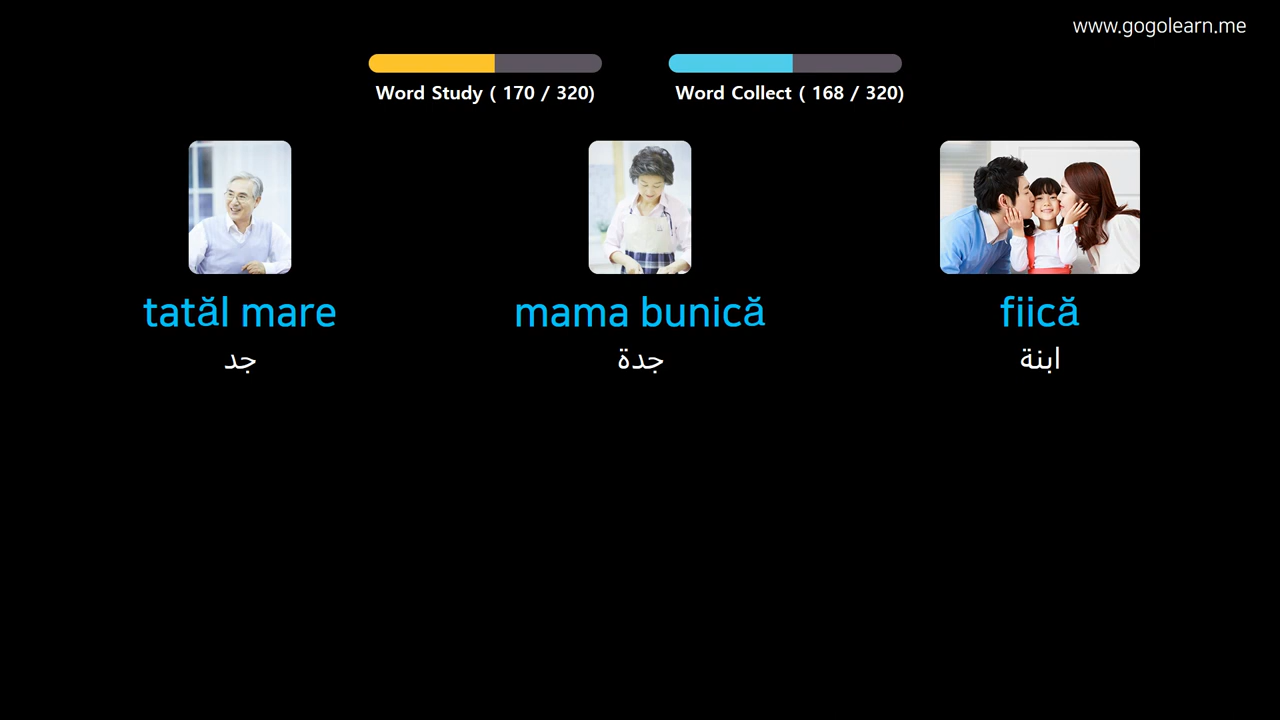 www.gogolearn.me
Word Study ( 170 / 320)
Word Collect ( 168 / 320)
tatăl mare
جد
mama bunică
جدة
fiică
ابنة